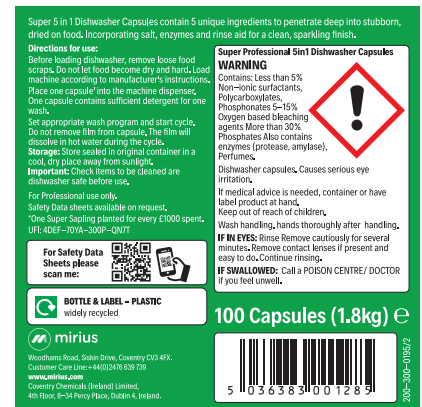 Super 5 in 1 Dishwasher Capsules contain 5 unique ingredients to penetrate deep into stubborn,
dried on food. Incorporating salt, enzymes and rinse aid for a clean, sparkling finish.
Directions for use:
Before loading dishwasher, remove loose food
scraps. Do not let food become dry and hard. Load
machine according to manufacturer's instructions.
Place one capsule' into the machine dispenser.
One capsule contains sufficient detergent for one
wash.
Set appropriate wash program and start cycle.
Do not remove film from capsule. The film will
dissolve in hot water during the cycle.
Storage: Store sealed in original container in a
cool, dry place away from sunlight.
Important: Check items to be cleaned are
dishwasher safe before use.
For Professional use only.
Safety Data sheets available on request.
*One Super Sapling planted for every £1000 spent.
UFI: 4DEF-70YA-300P-QN7T
For Safety Data
Sheets please
scan me:
BOTTLE & LABEL - PLASTIC
widely recycled
mirius
Woodhams Road, Siskin Drive, Coventry CV3 4FX.
Customer Care Line:+44(0)2476 639 739
www.mirius.com
Coventry Chemicals (Ireland) Limited,
4th Floor, 8-34 Percy Place, Dublin 4, Ireland.
Super Professional 5in1 Dishwasher Capsules
WARNING
Contains: Less than 5%
Non-ionic surfactants,
Polycarboxylates,
Phosphonates 5-15%
Oxygen based bleaching
agents More than 30%
Phosphates Also contains
enzymes (protease, amylase),
Perfumes.
Dishwasher capsules. Causes serious eye
irritation.
If medical advice is needed, container or have
label product at hand.
Keep out of reach of children.
Wash handling. hands thoroughly after handling.
IF IN EYES: Rinse Remove cautiously for several
minutes. Remove contact lenses if present and
easy to do. Continue rinsing.
IF SWALLOWED: Call a POISON CENTRE/ DOCTOR
if you feel unwell.
100 Capsules (1.8kg) ℮
5 036383 001285
200-300-0195/2